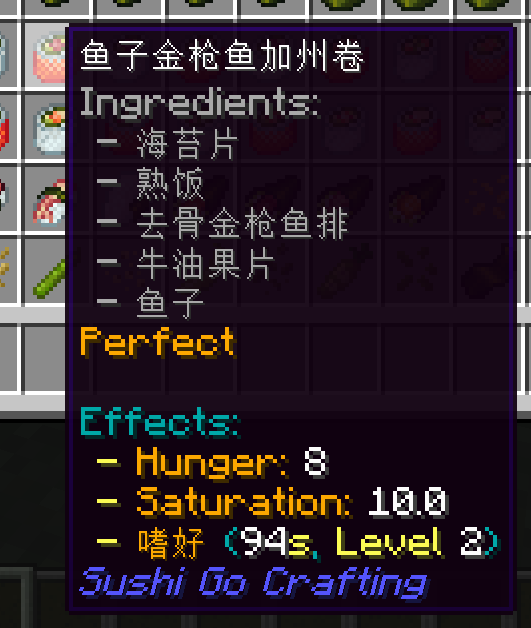 鱼子金枪鱼加州卷
Ingredients:
- 海苔片
- 熟饭
- 去骨金枪鱼排
- 牛油果片
- 鱼子
Perfect
Effects:
- Hunger: 8
- Saturation: 10.0
- 嗜好 (94s, Level 2)
Sushi Go Crafting